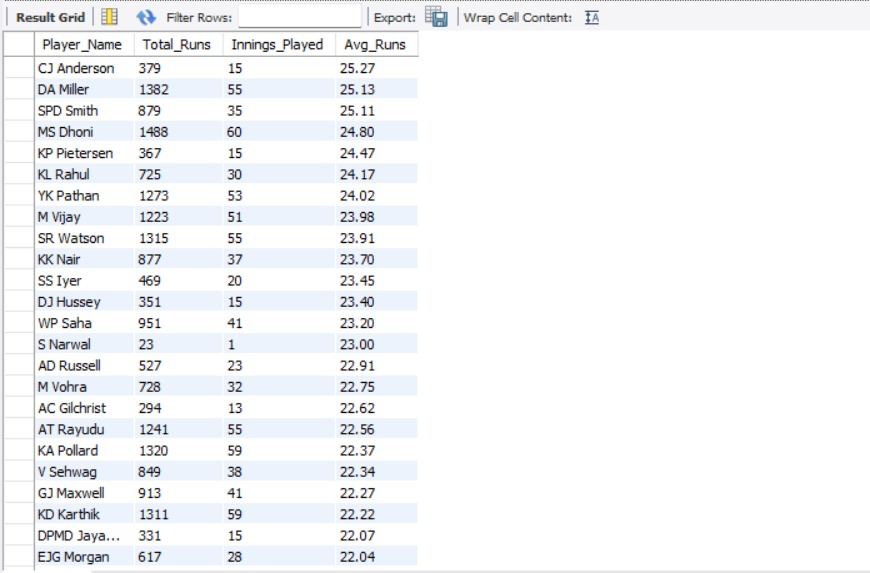 Result Grid Filter Rows: Export: Wrap Cell Content: IA
Player_Name Total_Runs Innings_Played Avg_Runs
CJ Anderson 379 15 25.27
DA Miller 1382 55 25.13
SPD Smith 879 35 25.11
MS Dhoni 1488 60 24.80
KP Pietersen 367 15 24.47
KL Rahul 725 30 24.17
YK Pathan 1273 53 24.02
M Vijay 1223 51 23.98
SR Watson 1315 55 23.91
KK Nair 877 37 23.70
SS Iyer 469 20 23.45
DJ Hussey 351 15 23.40
WP Saha 951 41 23.20
S Narwal 23 1 23.00
AD Russell 527 23 22.91
M Vohra 728 32 22.75
AC Gilchrist 294 13 22.62
AT Rayudu 1241 55 22.56
KA Pollard 1320 59 22.37
V Sehwag 849 38 22.34
GJ Maxwell 913 41 22.27
KD Karthik 1311 59 22.22
DPMD Jaya... 331 15 22.07
EJG Morgan 617 28 22.04